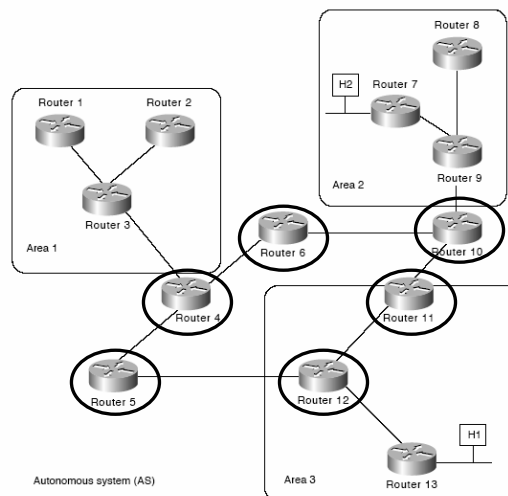 Router 8
H2
Router 7
Router 1
Router 2
Router 9
Area 2
Router 3
Area 1
Router 6
Router 10
Router 4
Router 11
Router 5
Router 12
H1
Autonomous system (AS)
Area 3
Router 13